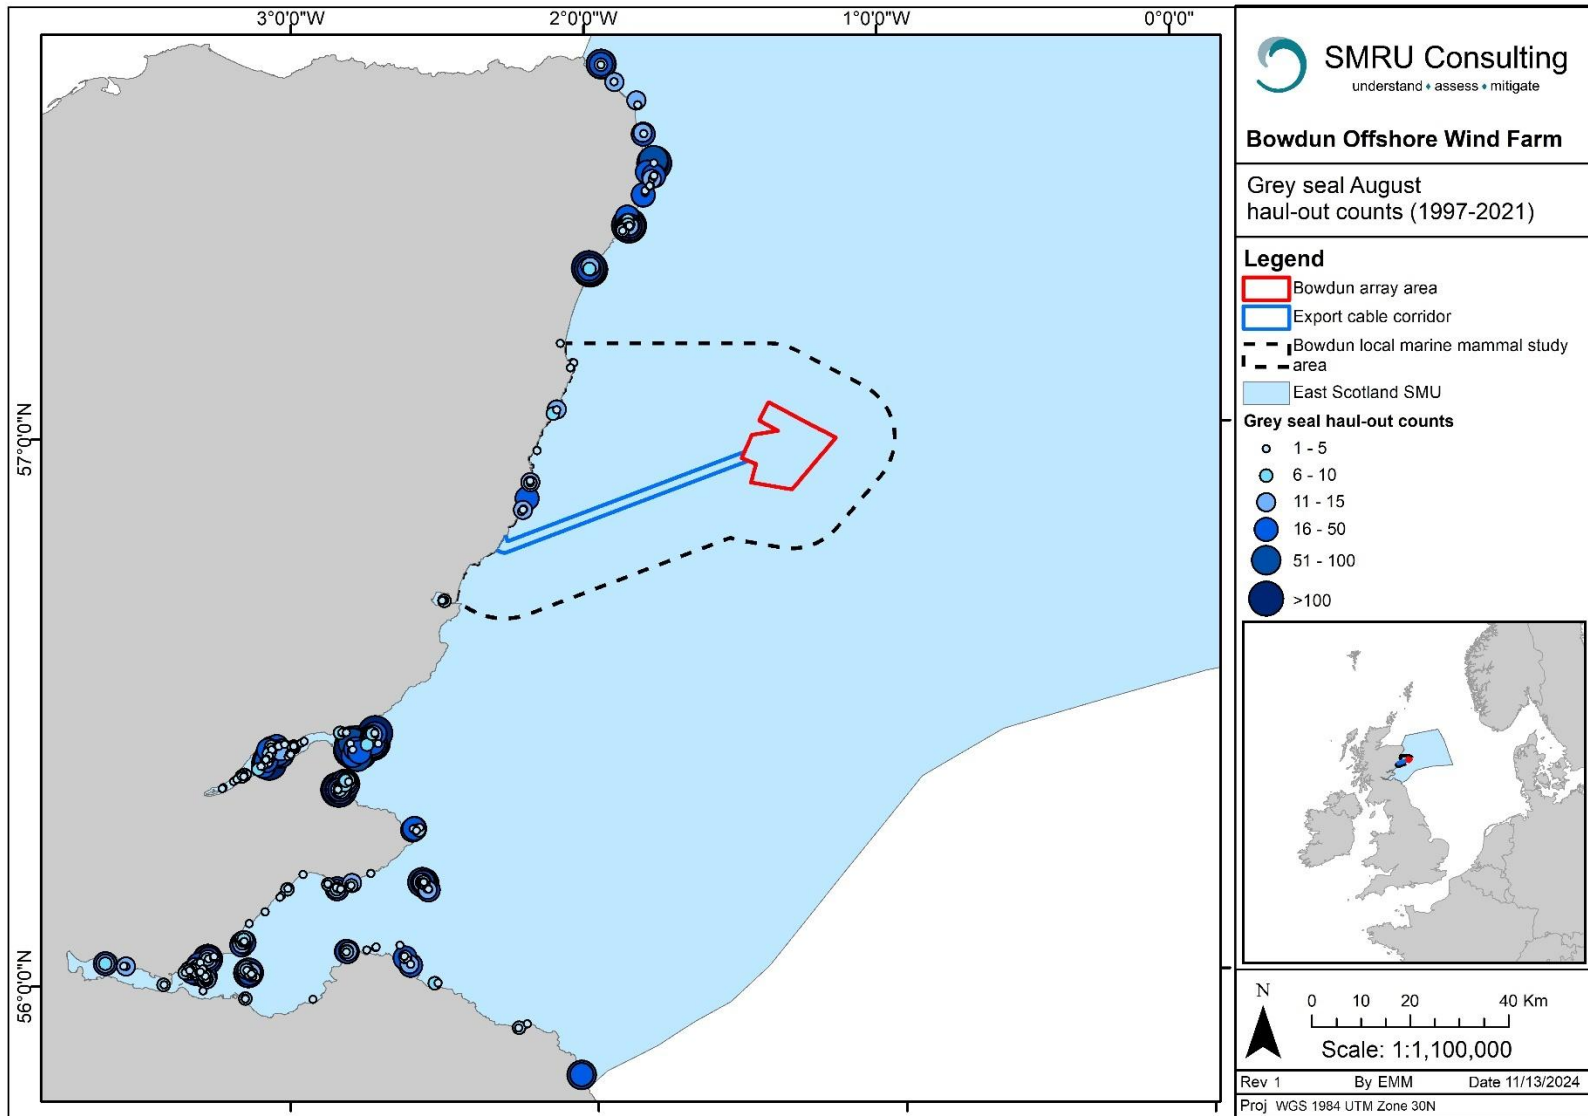 3°0'0"W
2°0'0"W
1°0'0"W
0°0'0"
57°0'0"N
56°0'0"N
SMRU Consulting
understand • assess • mitigate
Bowdun Offshore Wind Farm
Grey seal August
haul-out counts (1997-2021)
Legend
Bowdun array area
Export cable corridor
Bowdun local marine mammal study
area
East Scotland SMU
Grey seal haul-out counts
1 - 5
6 - 10
11 - 15
16 - 50
51 - 100
>100
N
0 10 20 40 Km
Scale: 1:1,100,000
Rev 1 By EMM Date 11/13/2024
Proj WGS 1984 UTM Zone 30N